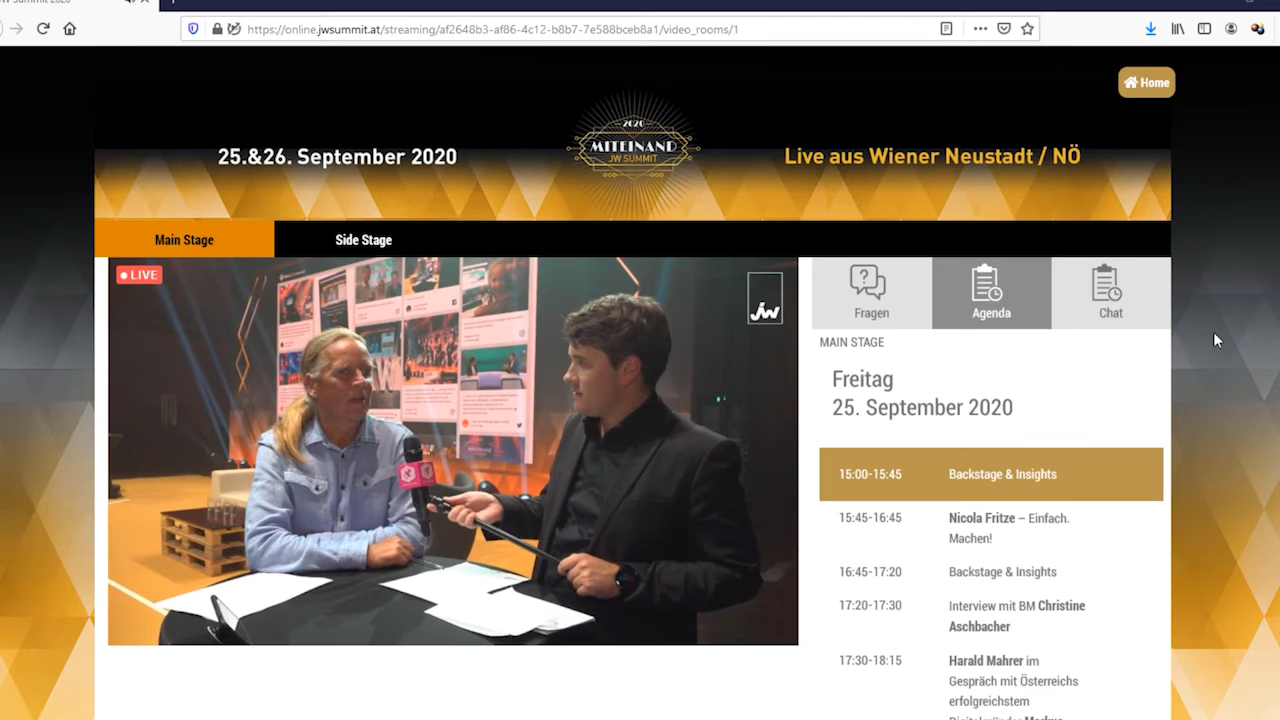 https://online.jwsummit.at/streaming/af2648b3-af86-4c12-b8b7-7e588bceb8a1/video_rooms/1
Home
25.&26. September 2020
2020
MITEINAND
JW SUMMIT
Live aus Wiener Neustadt / NÖ
Main Stage
Side Stage
LIVE
jw
Fragen
Agenda
Chat
MAIN STAGE
Freitag
25. September 2020
15:00-15:45 Backstage & Insights
15:45-16:45 Nicola Fritze – Einfach.
Machen!
16:45-17:20 Backstage & Insights
17:20-17:30 Interview mit BM Christine
Aschbacher
17:30-18:15 Harald Mahrer im
Gespräch mit Österreichs
erfolgreichstem